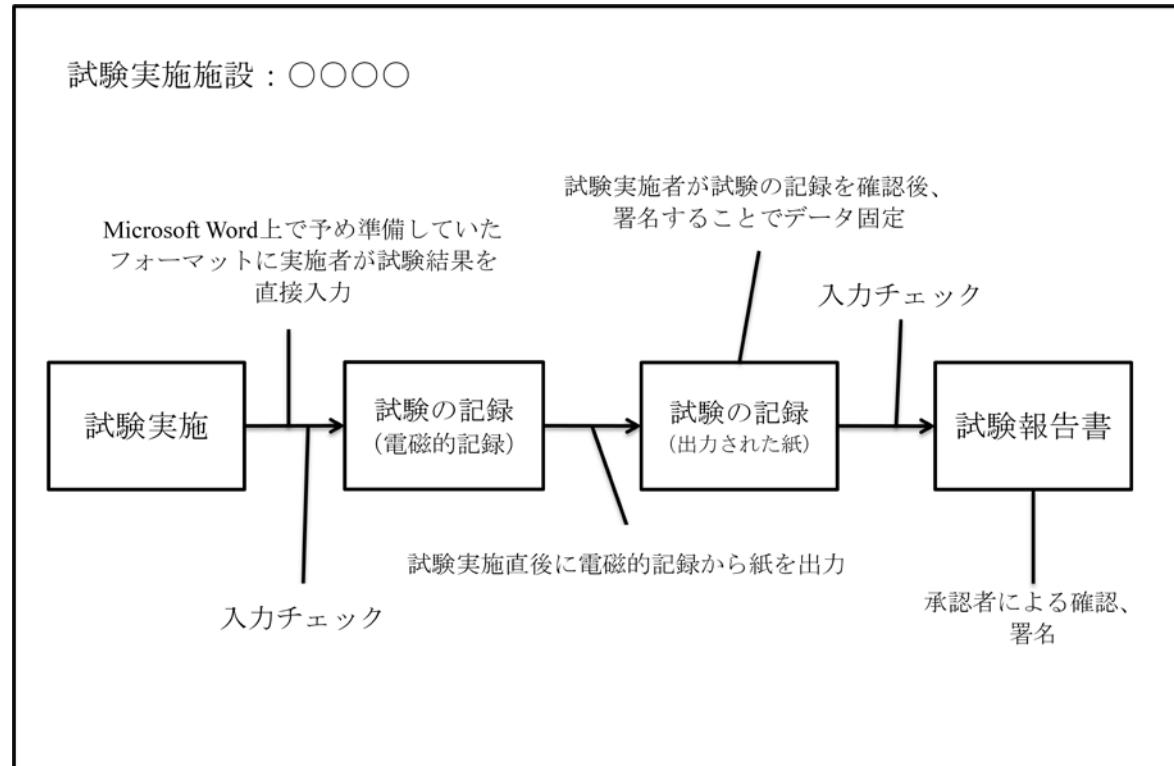 試験実施施設：○○○○
試験実施者が試験の記録を確認後、
署名することでデータ固定
Microsoft Word上で予め準備していた
フォーマットに実施者が試験結果を
直接入力
入力チェック
試験実施
試験の記録
（電磁的記録）
試験の記録
（出力された紙）
試験報告書
試験実施直後に電磁的記録から紙を出力
入力チェック
承認者による確認、
署名